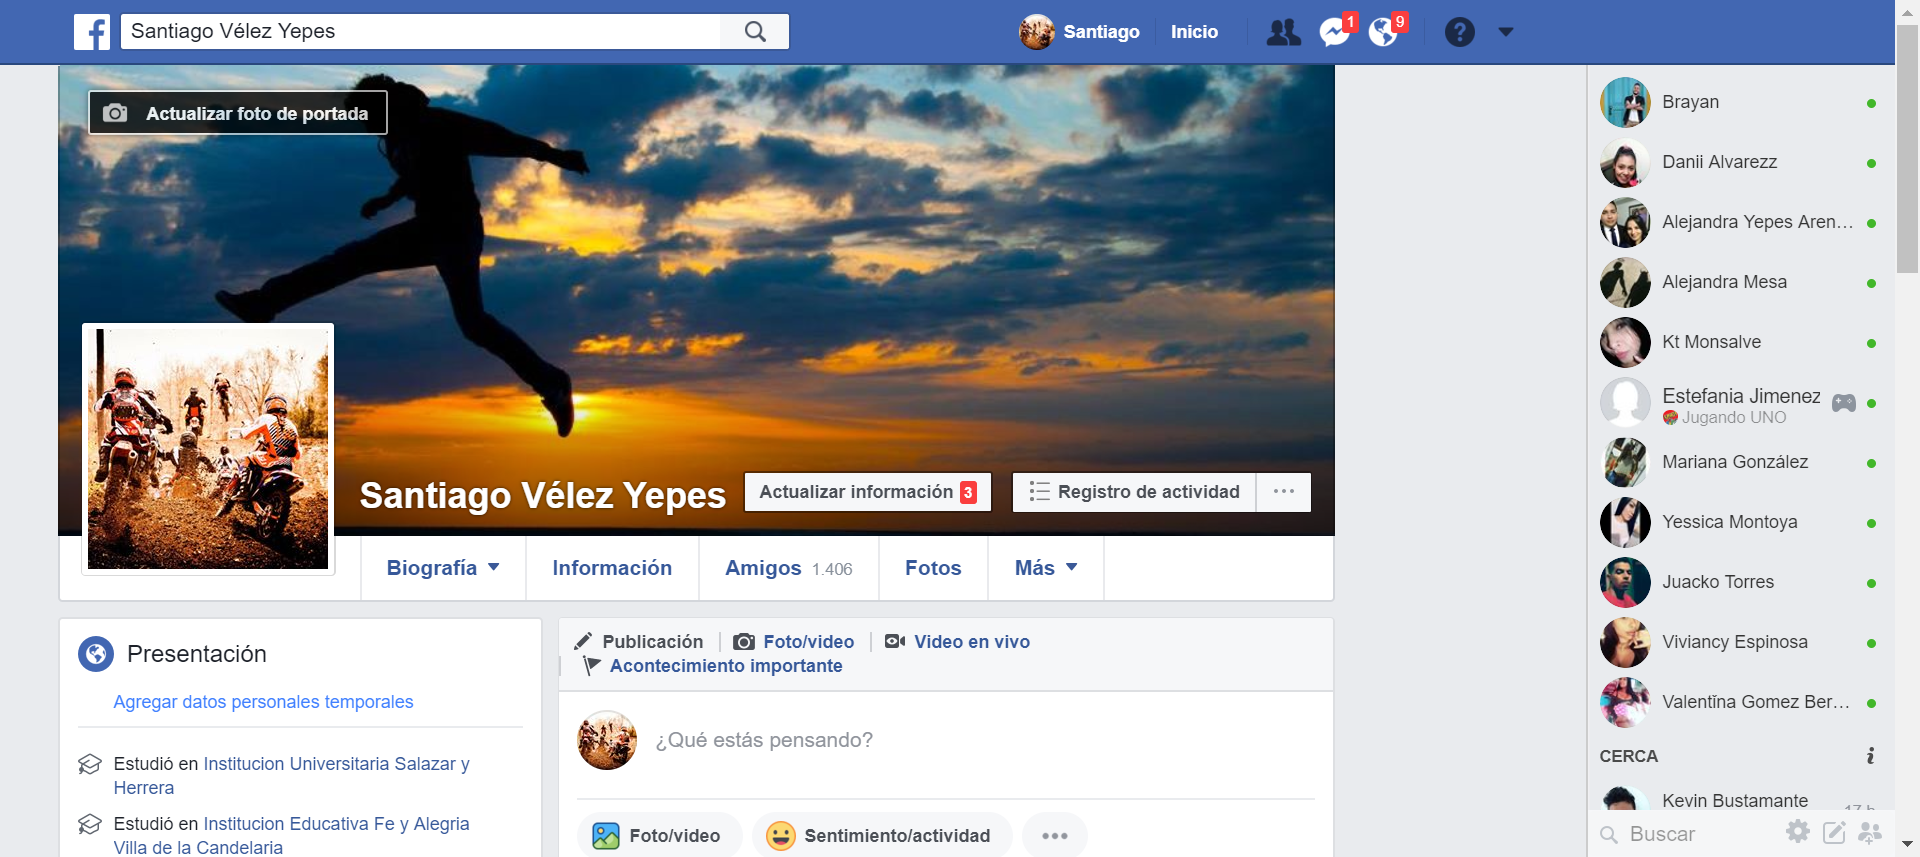 Santiago Vélez Yepes
Santiago
Inicio
1
9
Actualizar foto de portada
Santiago Vélez Yepes
Actualizar información 3
Registro de actividad
Biografía
Información
Amigos 1.406
Fotos
Más
Presentación
Agregar datos personales temporales
Estudió en Institucion Universitaria Salazar y
Herrera
Estudió en Institucion Educativa Fe y Alegria
Villa de la Candelaria
Publicación
Foto/video
Video en vivo
Acontecimiento importante
¿Qué estás pensando?
Foto/video
Sentimiento/actividad
Brayan
Danii Alvarezz
Alejandra Yepes Aren...
Alejandra Mesa
Kt Monsalve
Estefania Jimenez
Jugando UNO
Mariana González
Yessica Montoya
Juacko Torres
Viviancy Espinosa
Valentĭna Gomez Ber...
CERCA
Kevin Bustamante
17 h
Buscar